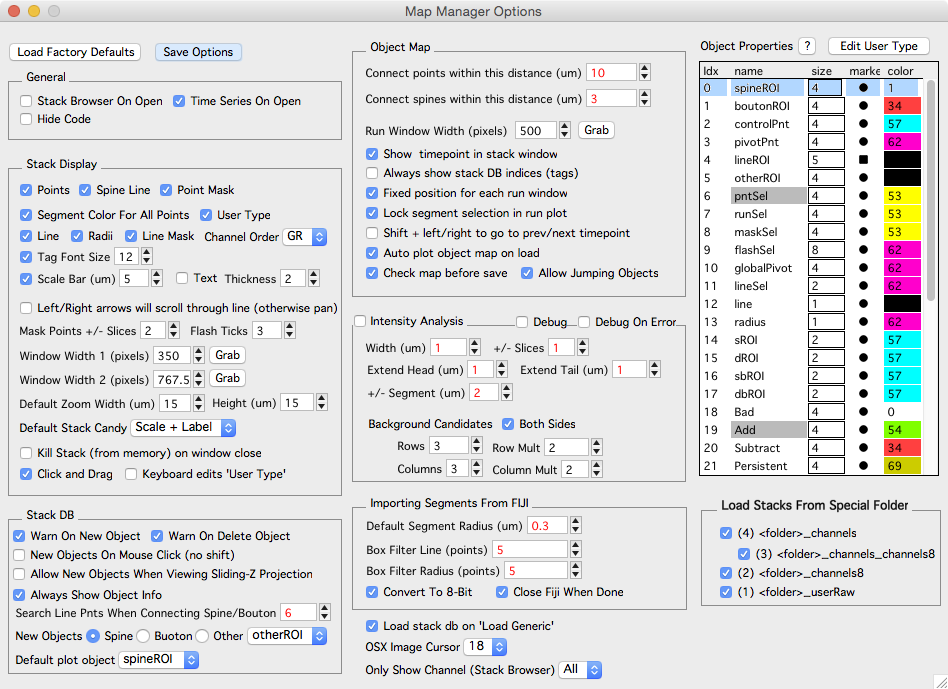 Map Manager Options
Load Factory Defaults
Save Options
General
Stack Browser On Open
Time Series On Open
Hide Code
Stack Display
Points
Spine Line
Point Mask
Segment Color For All Points
User Type
Line
Radii
Line Mask
Channel Order
GR
Tag Font Size
12
Scale Bar (um)
5
Text
Thickness
2
Left/Right arrows will scroll through line (otherwise pan)
Mask Points +/- Slices
2
Flash Ticks
3
Window Width 1 (pixels)
350
Grab
Window Width 2 (pixels)
767.5
Grab
Default Zoom Width (um)
15
Height (um)
15
Default Stack Candy
Scale + Label
Kill Stack (from memory) on window close
Click and Drag
Keyboard edits 'User Type'
Stack DB
Warn On New Object
Warn On Delete Object
New Objects On Mouse Click (no shift)
Allow New Objects When Viewing Sliding-Z Projection
Always Show Object Info
Search Line Pnts When Connecting Spine/Bouton
6
New Objects
Spine
Buoton
Other
otherROI
Default plot object
spineROI
Object Map
Connect points within this distance (um)
10
Connect spines within this distance (um)
3
Run Window Width (pixels)
500
Grab
Show timepoint in stack window
Always show stack DB indices (tags)
Fixed position for each run window
Lock segment selection in run plot
Shift + left/right to go to prev/next timepoint
Auto plot object map on load
Check map before save
Allow Jumping Objects
Intensity Analysis
Debug
Debug On Error
Width (um)
1
+/- Slices
1
Extend Head (um)
1
Extend Tail (um)
1
+/- Segment (um)
2
Background Candidates
Both Sides
Rows
3
Row Mult
2
Columns
3
Column Mult
2
Importing Segments From FIJI
Default Segment Radius (um)
0.3
Box Filter Line (points)
5
Box Filter Radius (points)
5
Convert To 8-Bit
Close Fiji When Done
Load stack db on 'Load Generic'
OSX Image Cursor
18
Only Show Channel (Stack Browser)
All
Object Properties
?
Edit User Type
Idx name size marke color
0 spineROI 4 1
1 boutonROI 4 34
2 controlPnt 4 57
3 pivotPnt 4 62
4 lineROI 5
5 otherROI 4
6 pntSel 4 53
7 runSel 4 53
8 maskSel 4 53
9 flashSel 8 62
10 globalPivot 4 62
11 lineSel 2 62
12 line 1
13 radius 1 62
14 sROI 2 57
15 dROI 2 57
16 sbROI 2 57
17 dbROI 2 57
18 Bad 4 0
19 Add 4 54
20 Subtract 4 34
21 Persistent 4 69
Load Stacks From Special Folder
(4) <folder>_channels
(3) <folder>_channels_channels8
(2) <folder>_channels8
(1) <folder>_userRaw